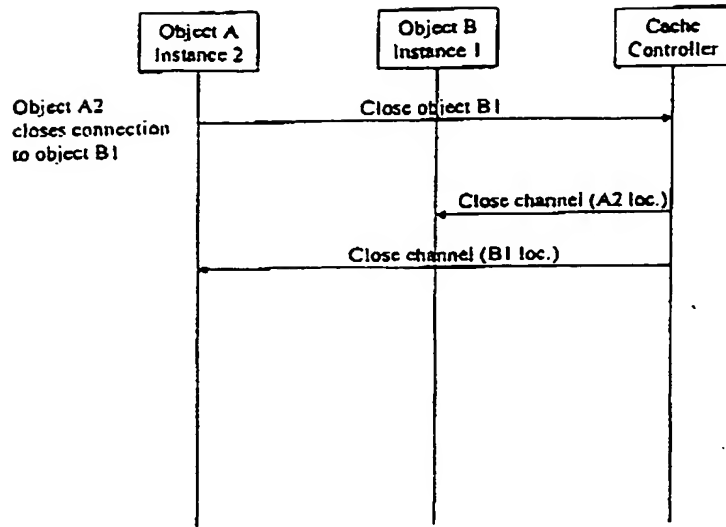 Object A
Instance 2
Object B
Instance 1
Cache
Controller
Object A2
closes connection
to object B1
Close object B1
Close channel (A2 loc.)
Close channel (B1 loc.)